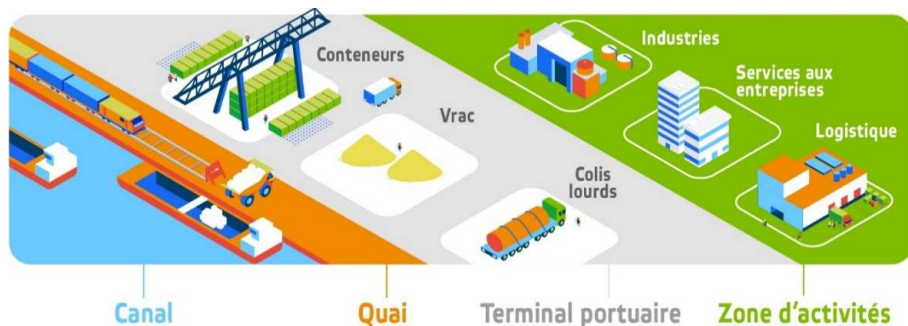 Conteneurs
Industries
Services aux
entreprises
Vrac
Logistique
Colis
lourds
Canal
Quai
Terminal portuaire
Zone d'activités